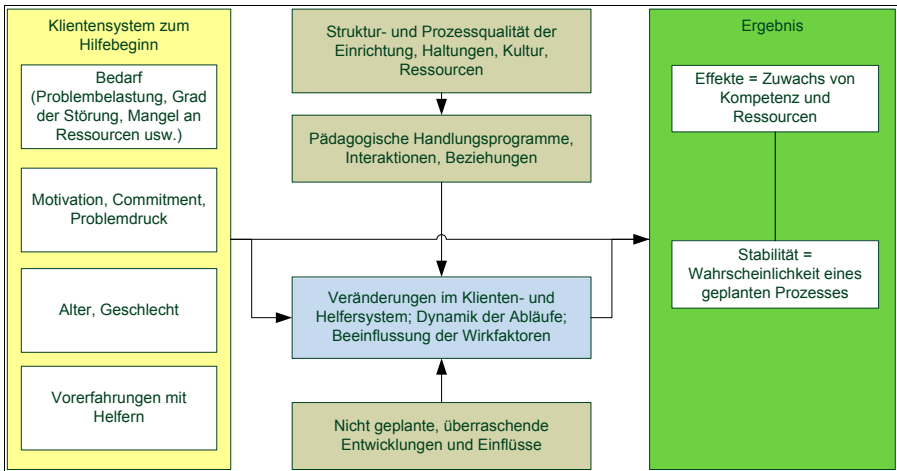 Klientensystem zum
Hilfebeginn
Bedarf
(Problembelastung, Grad
der Störung, Mangel an
Ressourcen usw.)
Motivation, Commitment,
Problemdruck
Alter, Geschlecht
Vorerfahrungen mit
Helfern
Struktur- und Prozessqualität der
Einrichtung, Haltungen, Kultur,
Ressourcen
Pädagogische Handlungsprogramme,
Interaktionen, Beziehungen
Veränderungen im Klienten- und
Helfersystem; Dynamik der Abläufe;
Beeinflussung der Wirkfaktoren
Nicht geplante, überraschende
Entwicklungen und Einflüsse
Ergebnis
Effekte = Zuwachs von
Kompetenz und
Ressourcen
Stabilität =
Wahrscheinlichkeit eines
geplanten Prozesses